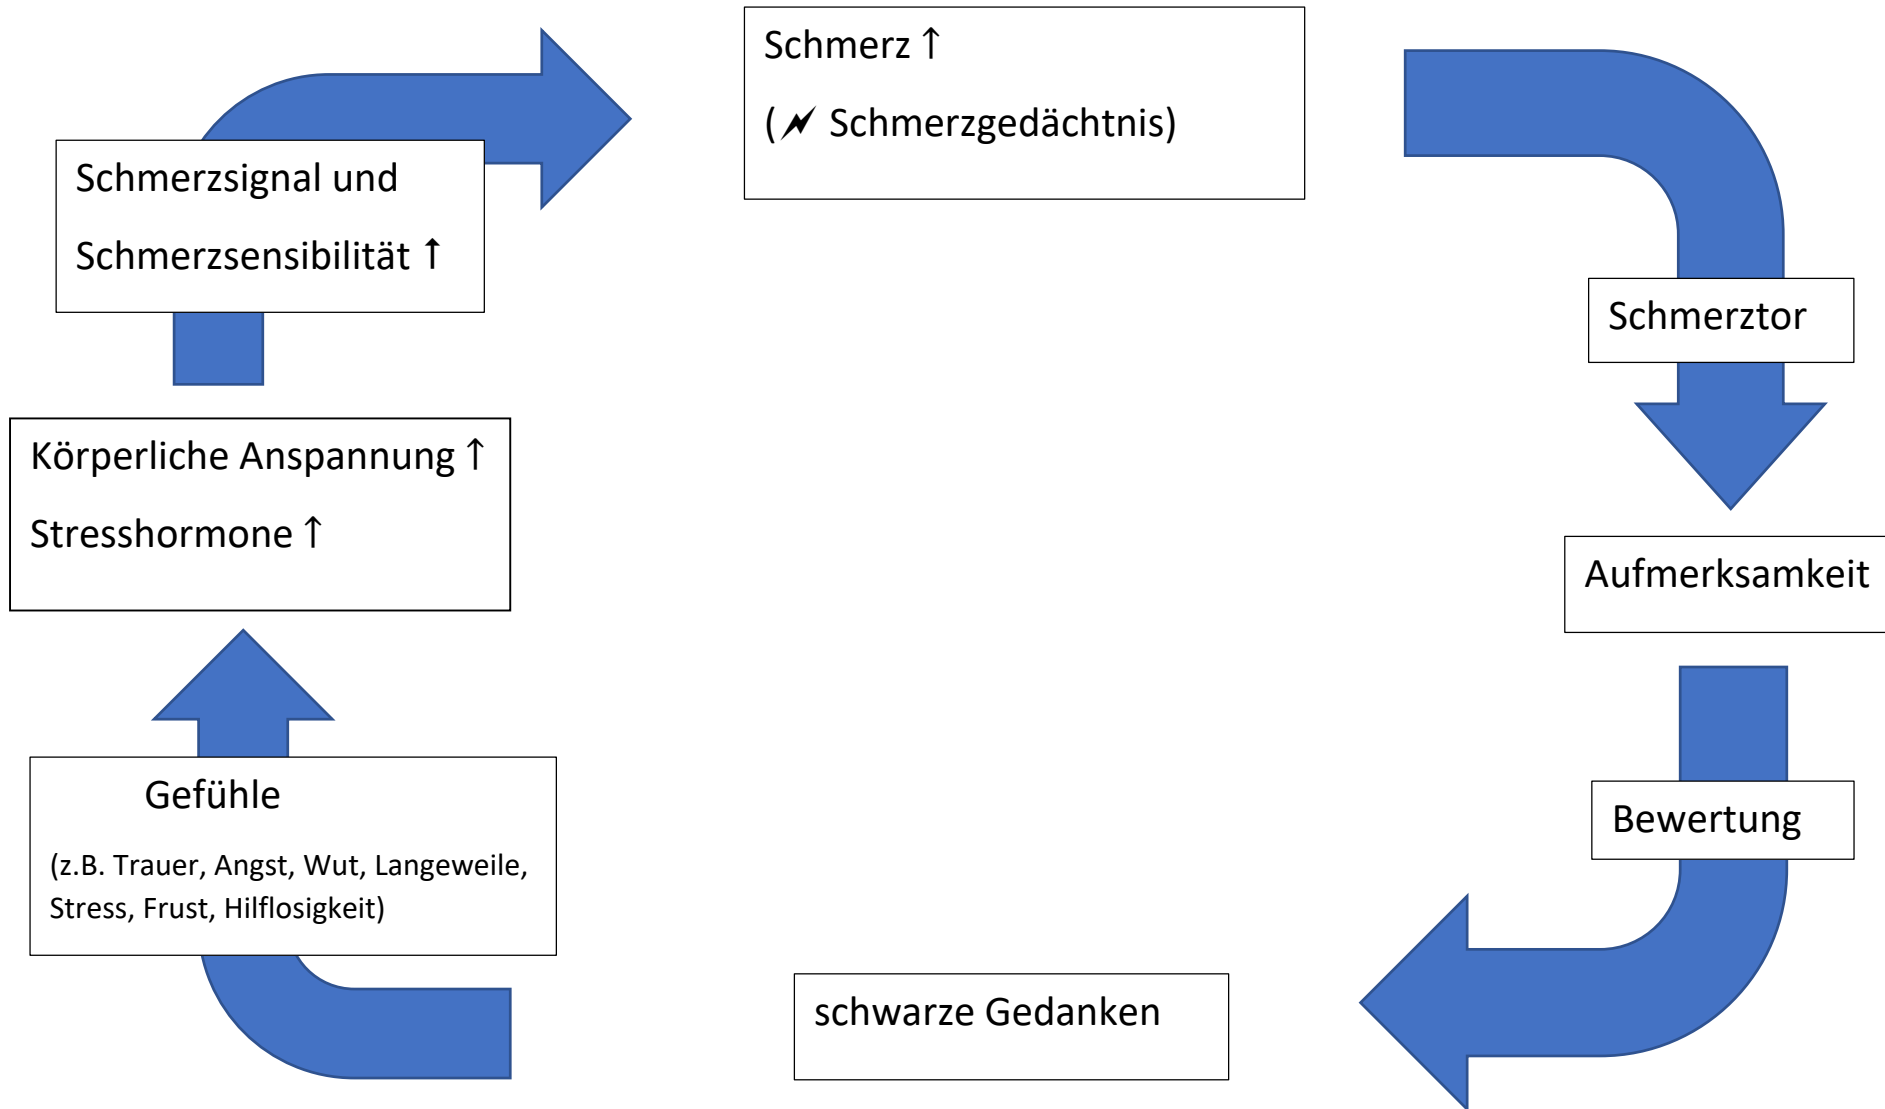 Schmerz ↑
(🗲 Schmerzgedächtnis)
Schmerztor
Aufmerksamkeit
Bewertung
schwarze Gedanken
Gefühle
(z.B. Trauer, Angst, Wut, Langeweile,
Stress, Frust, Hilflosigkeit)
Körperliche Anspannung ↑
Stresshormone ↑
Schmerzsignal und
Schmerzsensibilität ↑